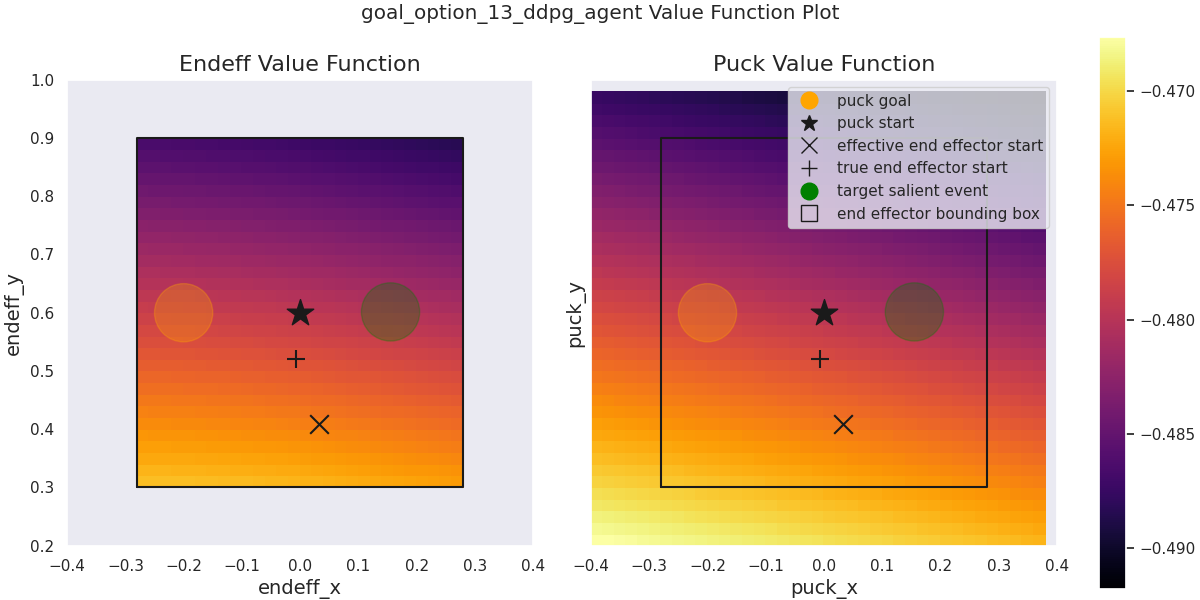 goal_option_13_ddpg_agent Value Function Plot
Endeff Value Function
Puck Value Function
1.0
0.9
0.8
0.7
0.6
0.5
0.4
0.3
0.2
endeff_y
−0.4 −0.3 −0.2 −0.1 0.0 0.1 0.2 0.3 0.4
endeff_x
puck_y
puck goal
puck start
effective end effector start
true end effector start
target salient event
end effector bounding box
−0.4 −0.3 −0.2 −0.1 0.0 0.1 0.2 0.3 0.4
puck_x
−0.470
−0.475
−0.480
−0.485
−0.490